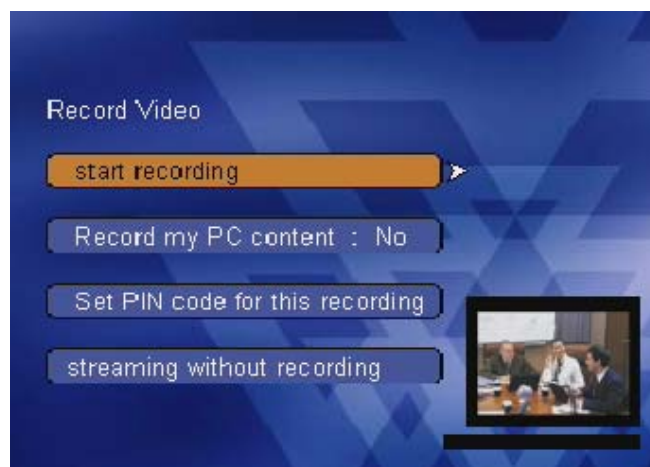 Record Video
start recording
Record my PC content : No
Set PIN code for this recording
streaming without recording